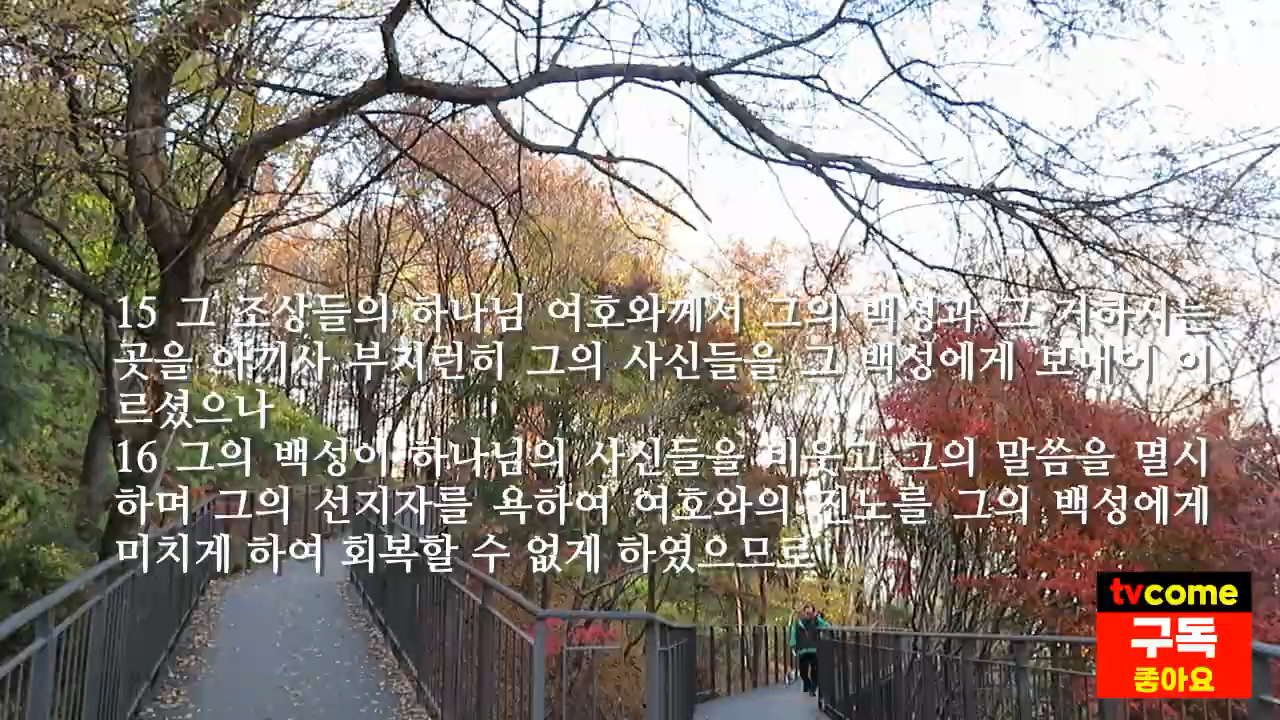 15 그 조상들의 하나님 여호와께서 그의 백성과 그 거하시는
곳을 아끼사 부지런히 그의 사신들을 그 백성에게 보내어 이
르셨으나
16 그의 백성이 하나님의 사신들을 비웃고 그의 말씀을 멸시
하며 그의 선지자를 욕하여 여호와의 진노를 그의 백성에게
미치게 하여 회복할 수 없게 하였으므로
tvcome
구독
좋아요